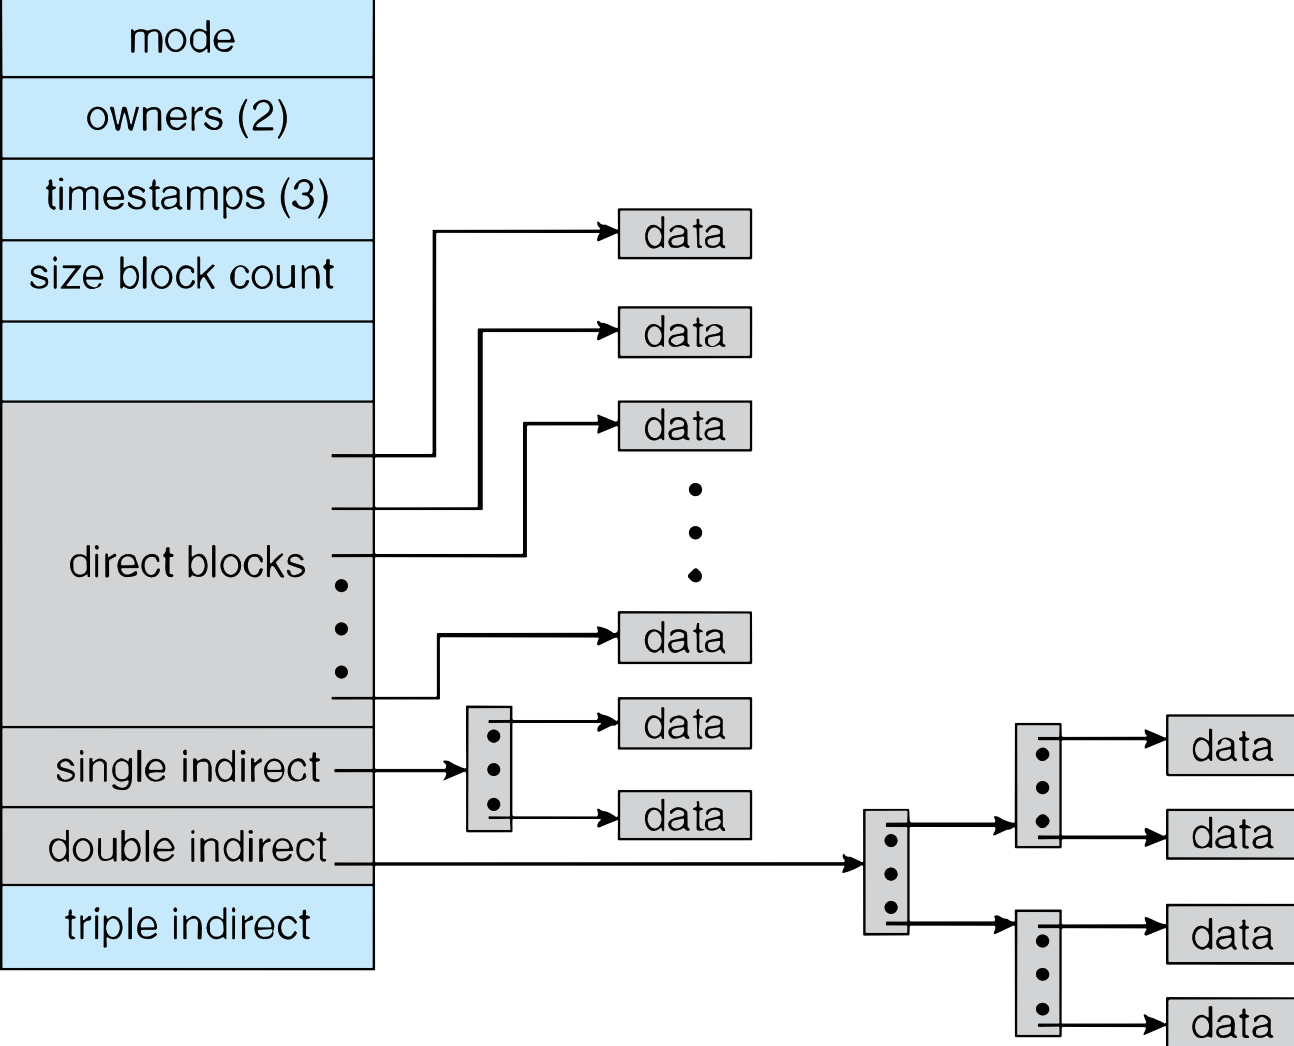 mode
owners (2)
timestamps (3)
size block count
direct blocks
single indirect
double indirect
triple indirect
data
data
data
data
data
data
data
data
data
data